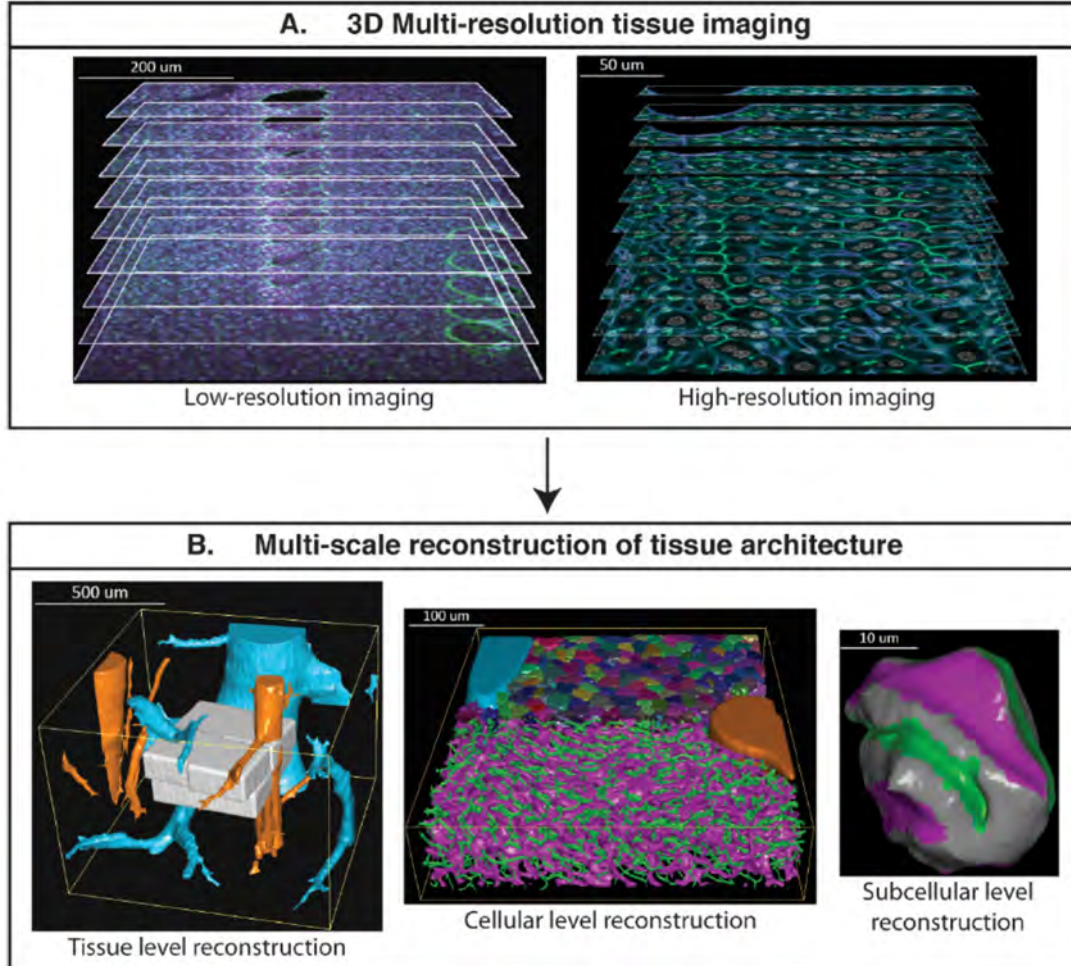 A. 3D Multi-resolution tissue imaging
200 um
50 um
Low-resolution imaging
High-resolution imaging
B. Multi-scale reconstruction of tissue architecture
500 um
100 um
10 um
Tissue level reconstruction
Cellular level reconstruction
Subcellular level
reconstruction